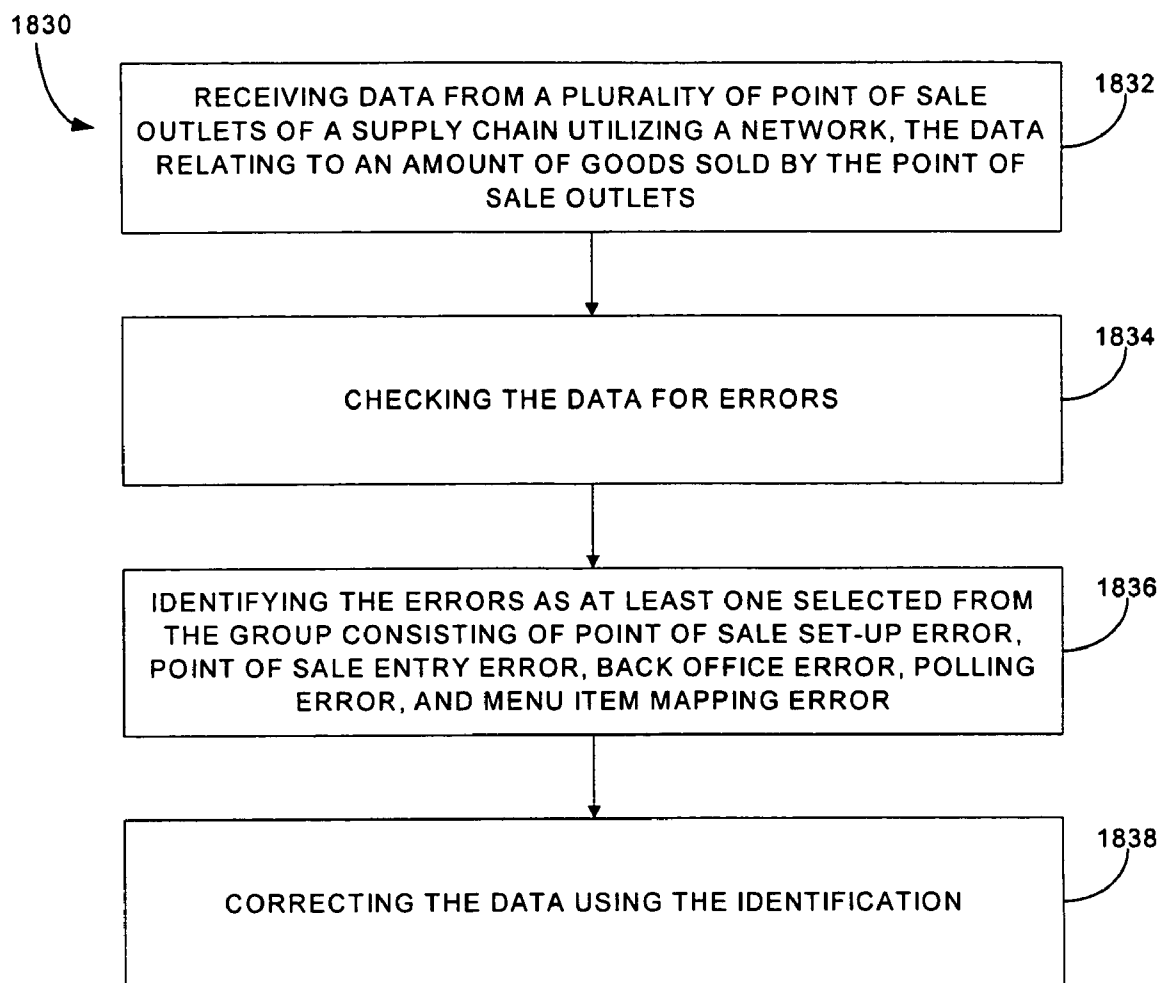 1830
RECEIVING DATA FROM A PLURALITY OF POINT OF SALE
OUTLETS OF A SUPPLY CHAIN UTILIZING A NETWORK, THE DATA
RELATING TO AN AMOUNT OF GOODS SOLD BY THE POINT OF
SALE OUTLETS
1832
CHECKING THE DATA FOR ERRORS
1834
IDENTIFYING THE ERRORS AS AT LEAST ONE SELECTED FROM
THE GROUP CONSISTING OF POINT OF SALE SET-UP ERROR,
POINT OF SALE ENTRY ERROR, BACK OFFICE ERROR, POLLING
ERROR, AND MENU ITEM MAPPING ERROR
1836
CORRECTING THE DATA USING THE IDENTIFICATION
1838